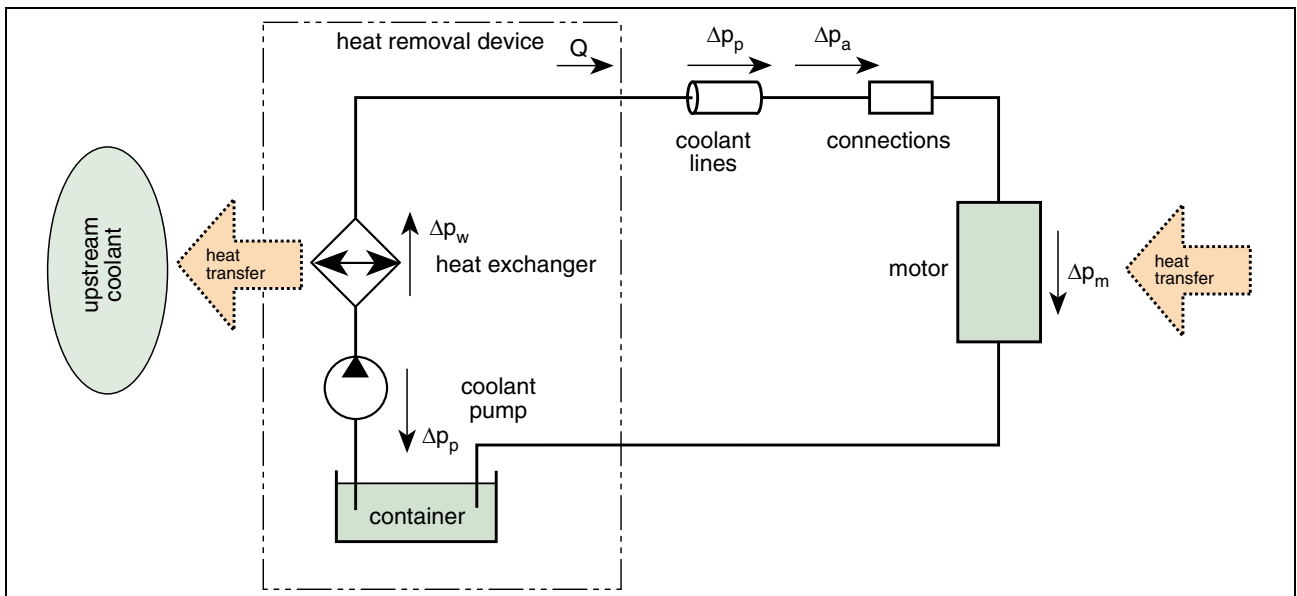 heat removal device
Q
Δp_p
Δp_a
coolant
lines
connections
upstream
coolant
heat
transfer
Δp_w
heat exchanger
motor
Δp_m
heat
transfer
coolant
pump
Δp_p
container